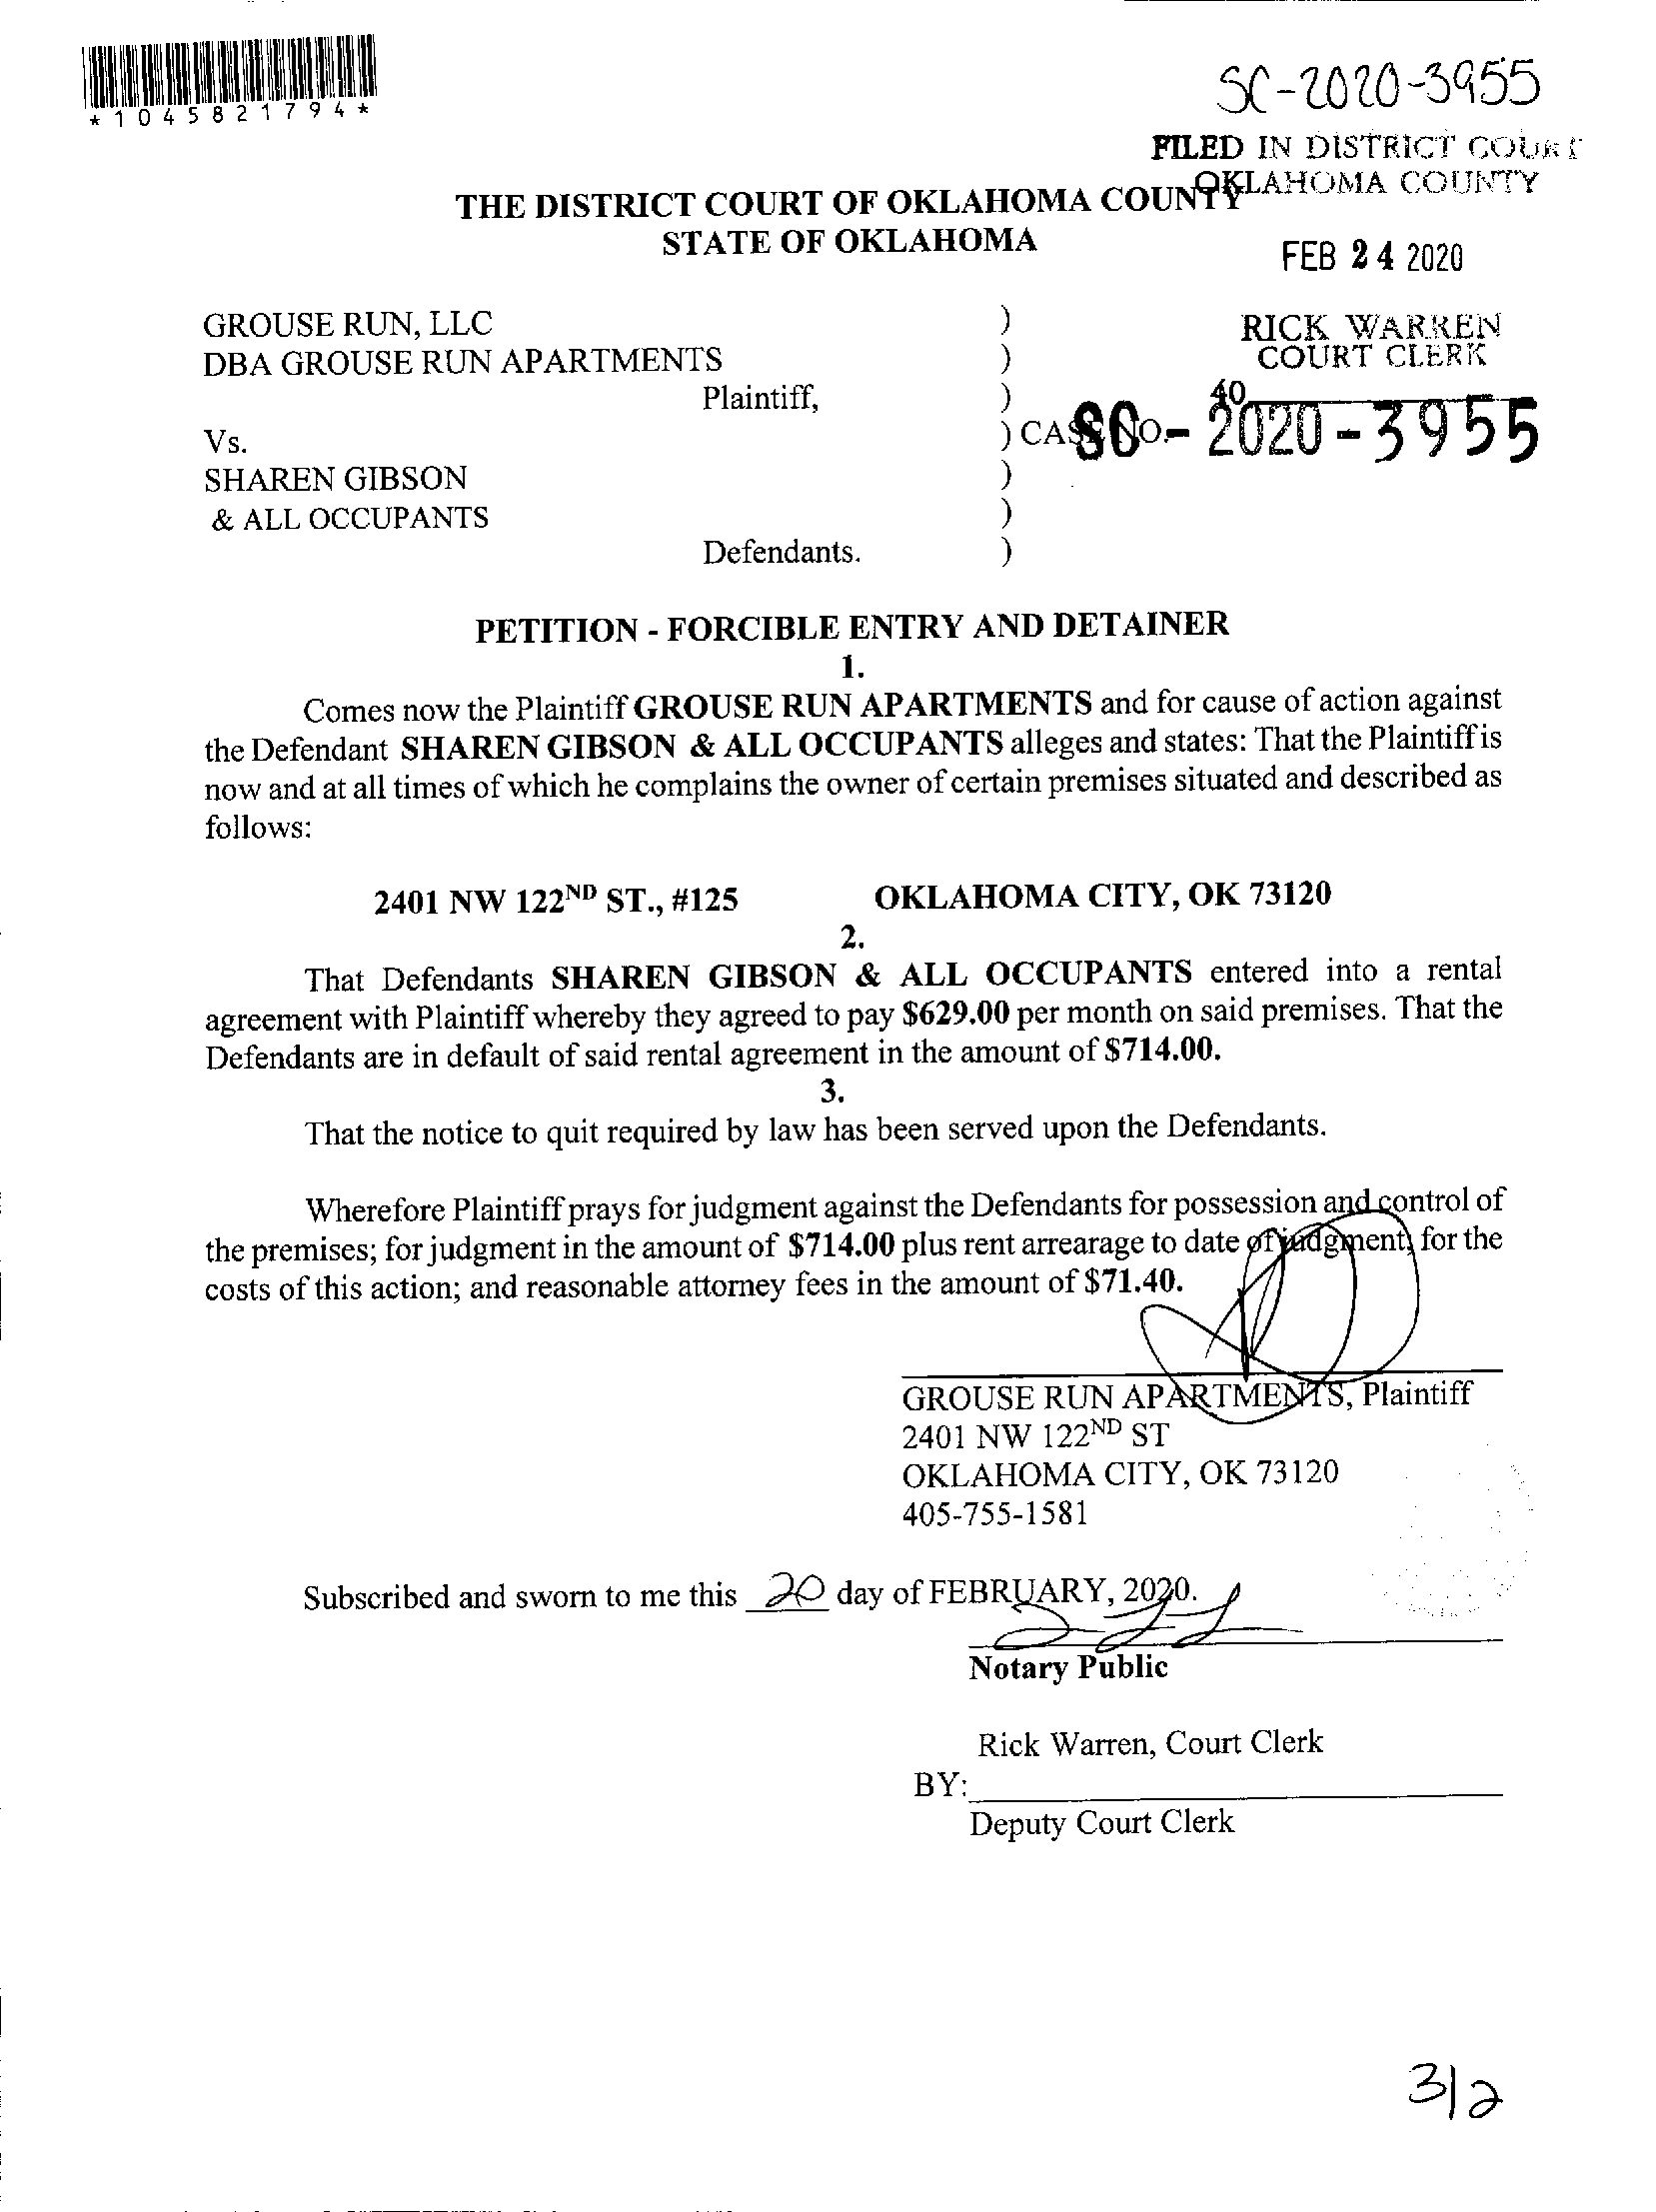 *1045821794*
SC-2020-3955
FILED IN DISTRICT COURT
OKLAHOMA COUNTY
THE DISTRICT COURT OF OKLAHOMA COUNTY
STATE OF OKLAHOMA
FEB 24 2020
GROUSE RUN, LLC )
DBA GROUSE RUN APARTMENTS )
RICK WARREN
COURT CLERK
Plaintiff, )
40
Vs. ) CASE NO. SC - 2020 - 3955
SHAREN GIBSON )
& ALL OCCUPANTS )
Defendants. )
PETITION - FORCIBLE ENTRY AND DETAINER
1.
Comes now the Plaintiff GROUSE RUN APARTMENTS and for cause of action against
the Defendant SHAREN GIBSON & ALL OCCUPANTS alleges and states: That the Plaintiff is
now and at all times of which he complains the owner of certain premises situated and described as
follows:
2401 NW 122ND ST., #125 OKLAHOMA CITY, OK 73120
2.
That Defendants SHAREN GIBSON & ALL OCCUPANTS entered into a rental
agreement with Plaintiff whereby they agreed to pay $629.00 per month on said premises. That the
Defendants are in default of said rental agreement in the amount of $714.00.
3.
That the notice to quit required by law has been served upon the Defendants.
Wherefore Plaintiff prays for judgment against the Defendants for possession and control of
the premises; for judgment in the amount of $714.00 plus rent arrearage to date of judgment, for the
costs of this action; and reasonable attorney fees in the amount of $71.40.
GROUSE RUN APARTMENTS, Plaintiff
2401 NW 122ND ST
OKLAHOMA CITY, OK 73120
405-755-1581
Subscribed and sworn to me this 20 day of FEBRUARY, 2020.
Notary Public
Rick Warren, Court Clerk
BY:
Deputy Court Clerk
3|2